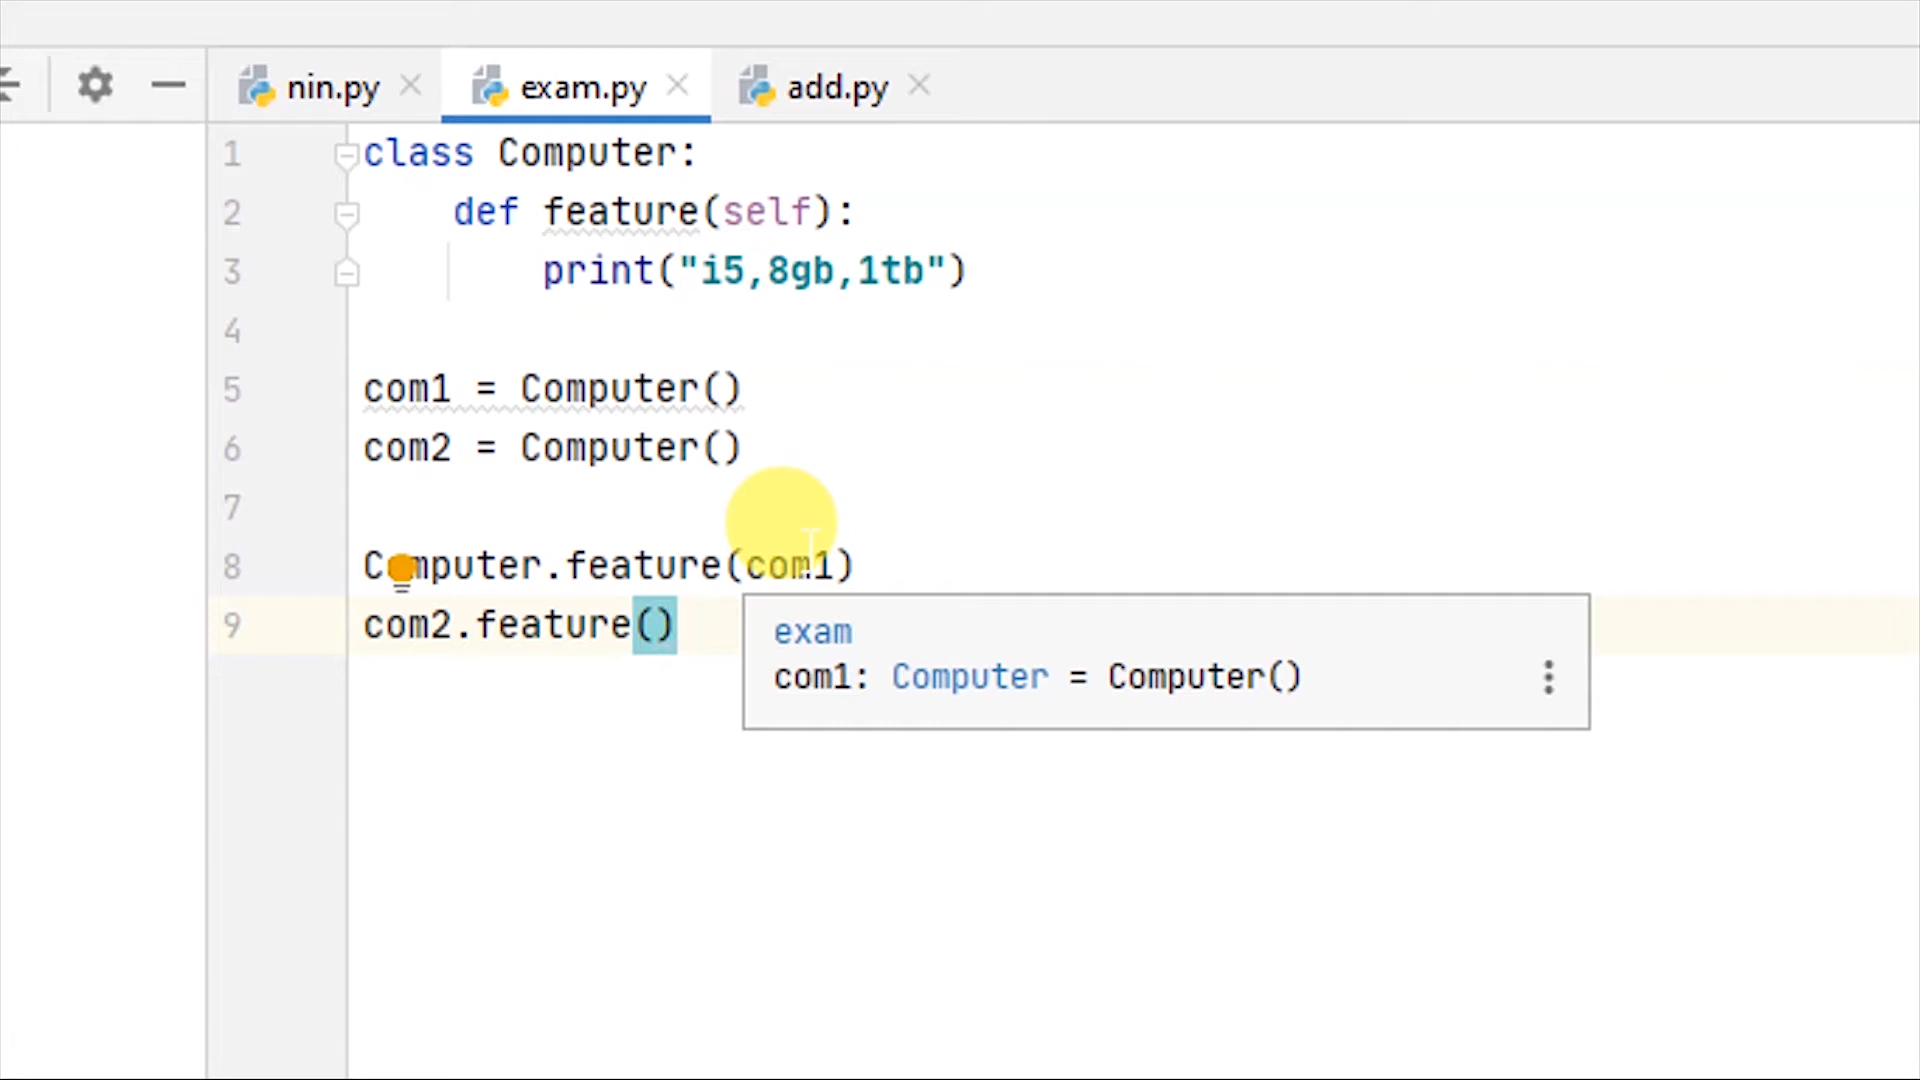 nin.py
exam.py
add.py
1 class Computer:
2 def feature(self):
3 print("i5,8gb,1tb")
4
5 com1 = Computer()
6 com2 = Computer()
7
8 Computer.feature(com1)
9 com2.feature()
exam
com1: Computer = Computer()